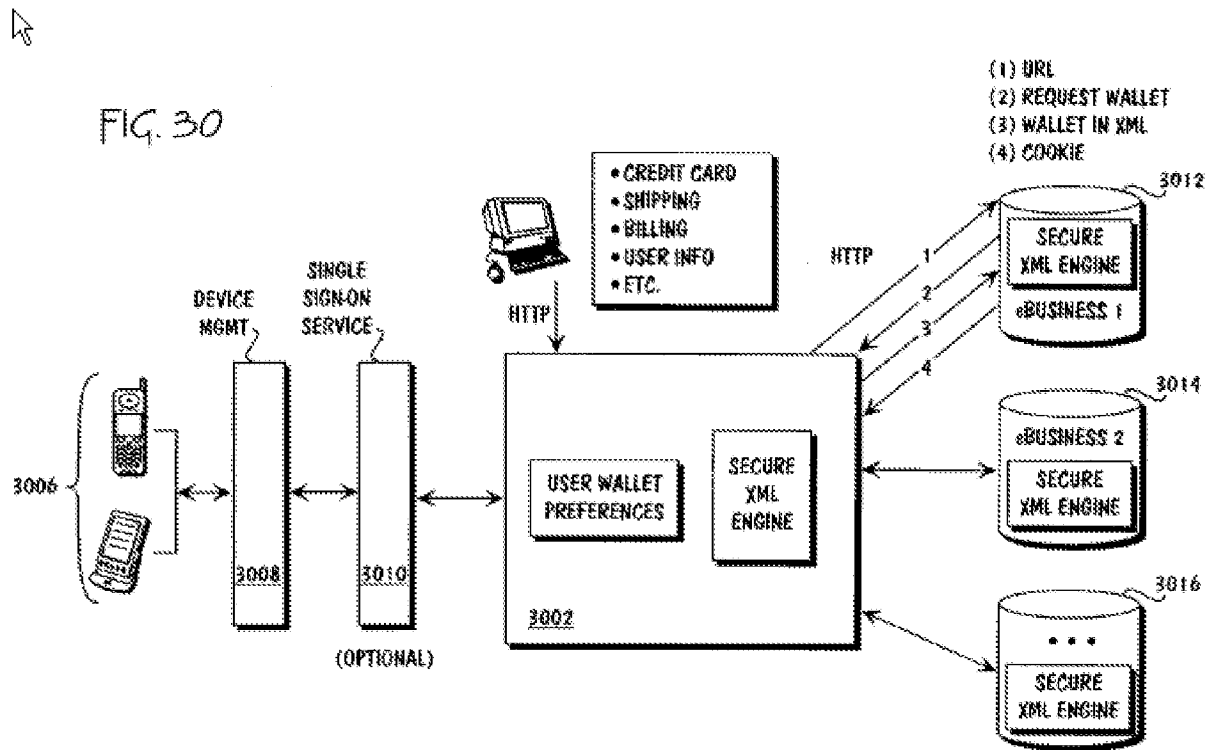 (1) URL
(2) REQUEST WALLET
(3) WALLET IN XML
(4) COOKIE
FIG. 30
• CREDIT CARD
• SHIPPING
• BILLING
• USER INFO
• ETC.
3012
SECURE
XML ENGINE
eBUSINESS 1
HTTP
1
2
3
4
HTTP
SINGLE
SIGN-ON
SERVICE
DEVICE
MGMT
3014
eBUSINESS 2
SECURE
XML ENGINE
3006
USER WALLET
PREFERENCES
SECURE
XML
ENGINE
3008
3010
3002
(OPTIONAL)
3016
• • •
SECURE
XML ENGINE